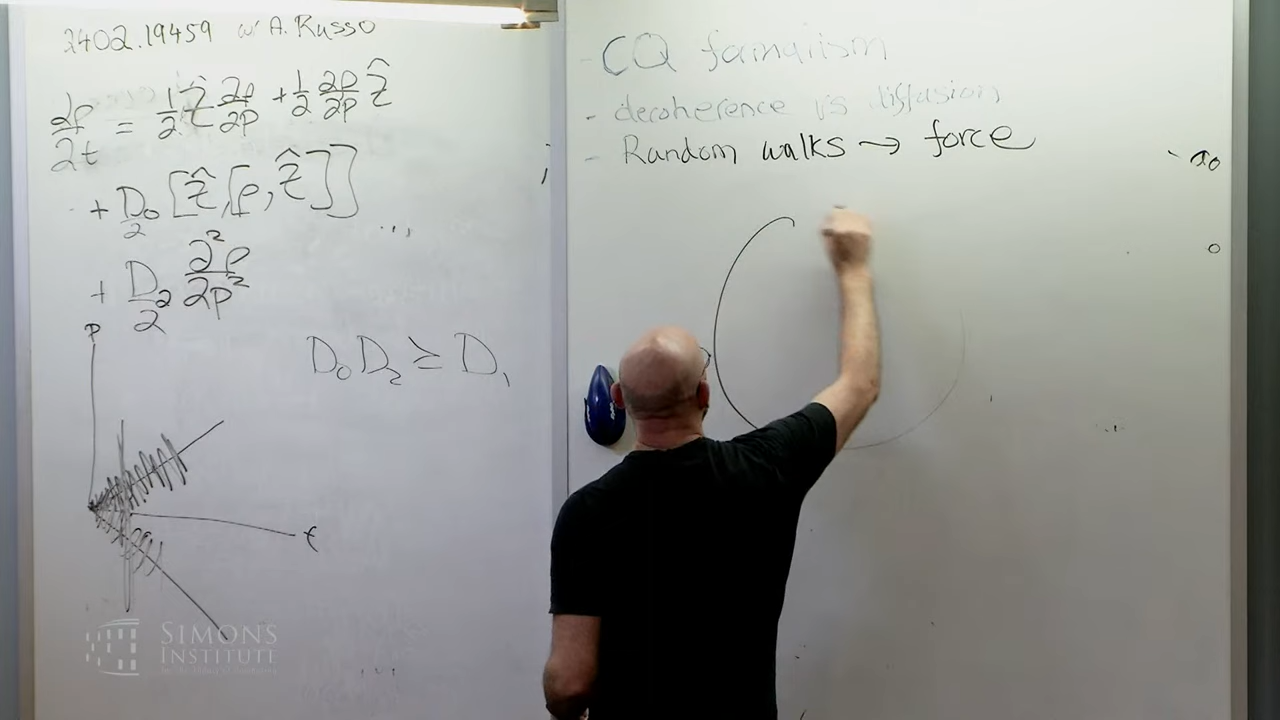 2402.19459 w/ A. Russo
∂ρ/∂t = 1/2 Ẑ ∂ρ/∂p + 1/2 ∂ρ/∂p Ẑ
+ D₀/2 [Ẑ,[ρ,Ẑ]]
+ D₂/2 ∂²ρ/∂p²
D₀D₂ ≥ D₁
P
t
SIMONS
INSTITUTE
- CQ formalism
- decoherence vs diffusion
- Random walks → force